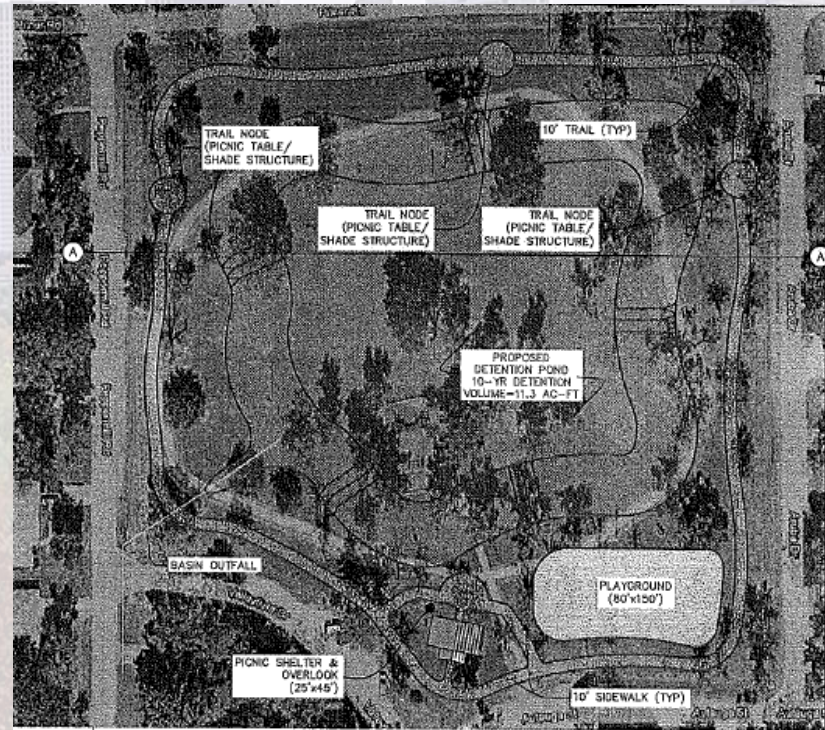 TRAIL NODE
(PICNIC TABLE/
SHADE STRUCTURE)
10' TRAIL (TYP)
TRAIL NODE
(PICNIC TABLE/
SHADE STRUCTURE)
TRAIL NODE
(PICNIC TABLE/
SHADE STRUCTURE)
A
A
PROPOSED
DETENTION POND
10-YR DETENTION
VOLUME=11.3 AC-FT
BASIN OUTFALL
PLAYGROUND
(80'x150')
PICNIC SHELTER &
OVERLOOK
(25'x45')
10' SIDEWALK (TYP)